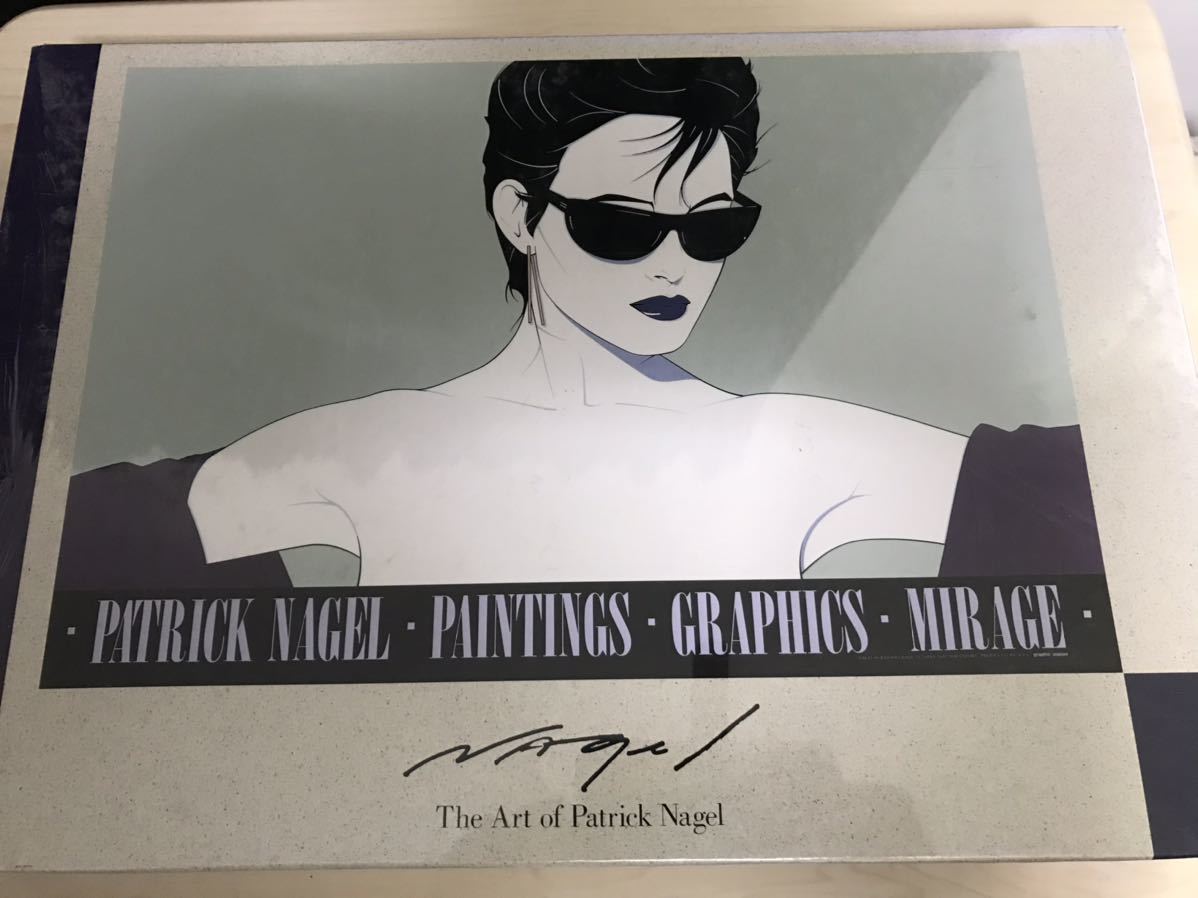 · PATRICK NAGEL · PAINTINGS · GRAPHICS · MIRAGE ·
Nagel
The Art of Patrick Nagel